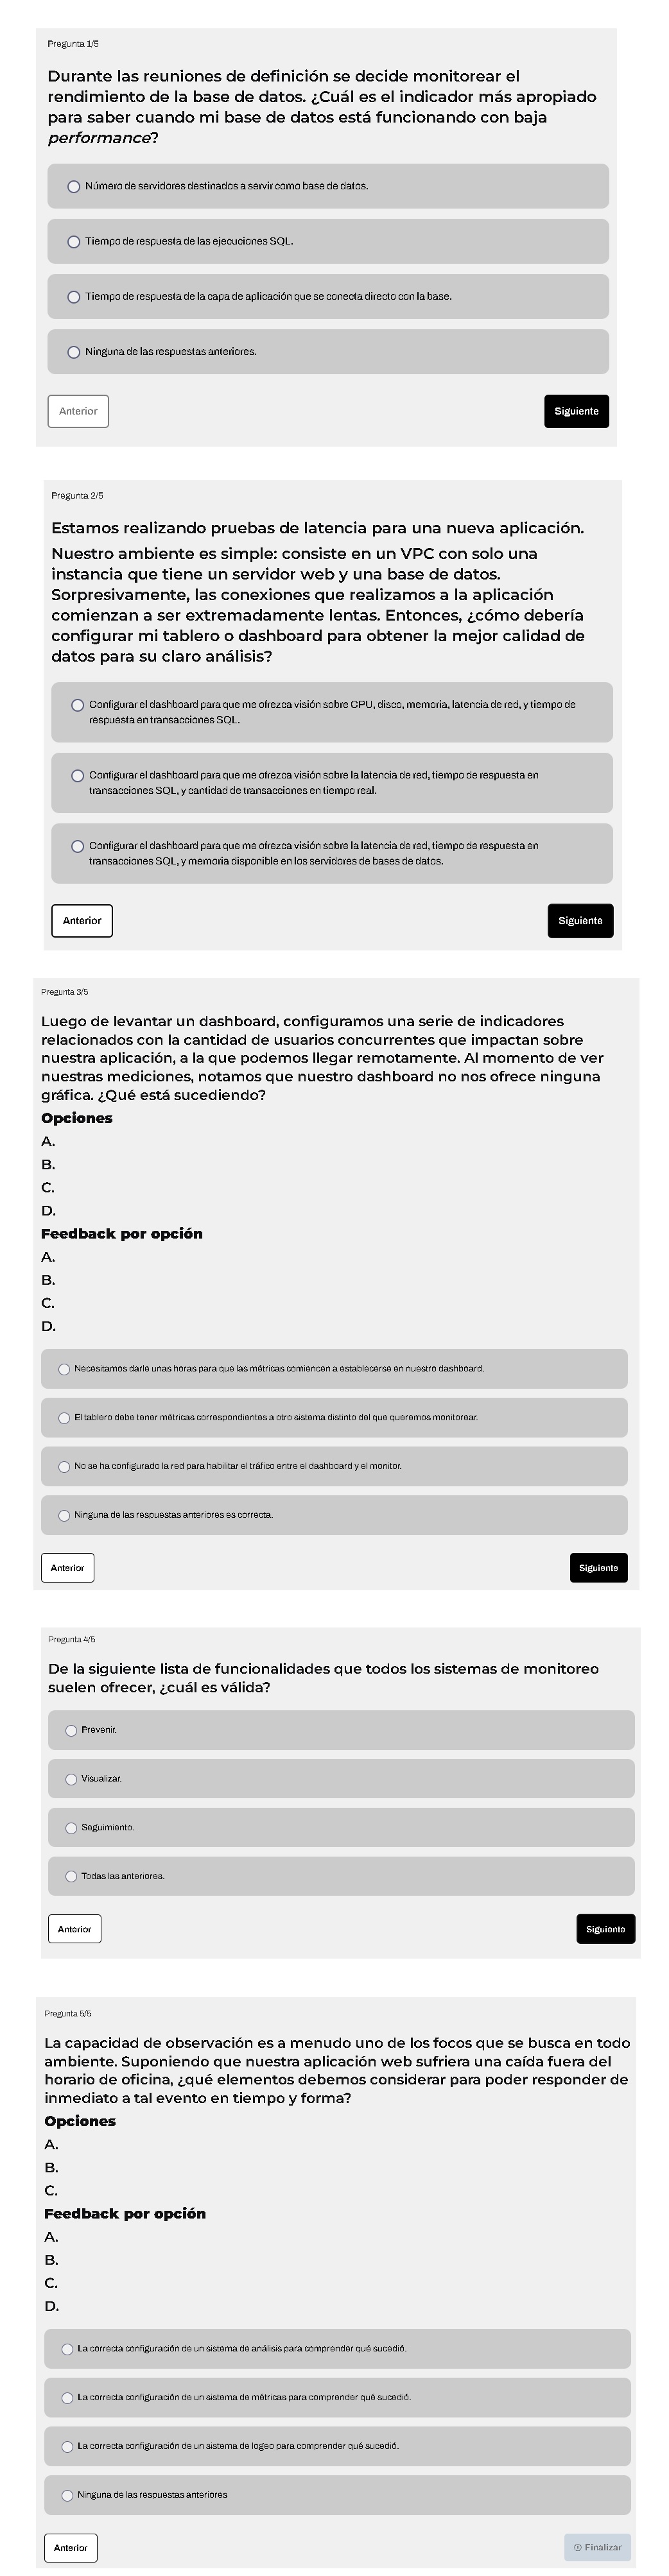 Pregunta 1/5
Durante las reuniones de definición se decide monitorear el
rendimiento de la base de datos. ¿Cuál es el indicador más apropiado
para saber cuando mi base de datos está funcionando con baja
performance?
Número de servidores destinados a servir como base de datos.
Tiempo de respuesta de las ejecuciones SQL.
Tiempo de respuesta de la capa de aplicación que se conecta directo con la base.
Ninguna de las respuestas anteriores.
Anterior
Siguiente
Pregunta 2/5
Estamos realizando pruebas de latencia para una nueva aplicación.
Nuestro ambiente es simple: consiste en un VPC con solo una
instancia que tiene un servidor web y una base de datos.
Sorpresivamente, las conexiones que realizamos a la aplicación
comienzan a ser extremadamente lentas. Entonces, ¿cómo debería
configurar mi tablero o dashboard para obtener la mejor calidad de
datos para su claro análisis?
Configurar el dashboard para que me ofrezca visión sobre CPU, disco, memoria, latencia de red, y tiempo de
respuesta en transacciones SQL.
Configurar el dashboard para que me ofrezca visión sobre la latencia de red, tiempo de respuesta en
transacciones SQL, y cantidad de transacciones en tiempo real.
Configurar el dashboard para que me ofrezca visión sobre la latencia de red, tiempo de respuesta en
transacciones SQL, y memoria disponible en los servidores de bases de datos.
Anterior
Siguiente
Pregunta 3/5
Luego de levantar un dashboard, configuramos una serie de indicadores
relacionados con la cantidad de usuarios concurrentes que impactan sobre
nuestra aplicación, a la que podemos llegar remotamente. Al momento de ver
nuestras mediciones, notamos que nuestro dashboard no nos ofrece ninguna
gráfica. ¿Qué está sucediendo?
Opciones
A.
B.
C.
D.
Feedback por opción
A.
B.
C.
D.
Necesitamos darle unas horas para que las métricas comiencen a establecerse en nuestro dashboard.
El tablero debe tener métricas correspondientes a otro sistema distinto del que queremos monitorear.
No se ha configurado la red para habilitar el tráfico entre el dashboard y el monitor.
Ninguna de las respuestas anteriores es correcta.
Anterior
Siguiente
Pregunta 4/5
De la siguiente lista de funcionalidades que todos los sistemas de monitoreo
suelen ofrecer, ¿cuál es válida?
Prevenir.
Visualizar.
Seguimiento.
Todas las anteriores.
Anterior
Siguiente
Pregunta 5/5
La capacidad de observación es a menudo uno de los focos que se busca en todo
ambiente. Suponiendo que nuestra aplicación web sufriera una caída fuera del
horario de oficina, ¿qué elementos debemos considerar para poder responder de
inmediato a tal evento en tiempo y forma?
Opciones
A.
B.
C.
Feedback por opción
A.
B.
C.
D.
La correcta configuración de un sistema de análisis para comprender qué sucedió.
La correcta configuración de un sistema de métricas para comprender qué sucedió.
La correcta configuración de un sistema de logeo para comprender qué sucedió.
Ninguna de las respuestas anteriores
Anterior
Finalizar